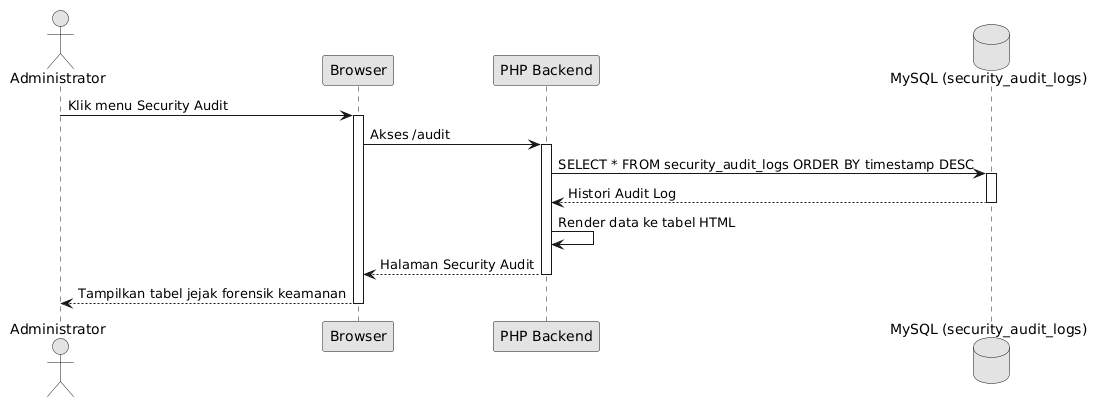 Administrator
Browser
PHP Backend
MySQL (security_audit_logs)
Klik menu Security Audit
Akses /audit
SELECT * FROM security_audit_logs ORDER BY timestamp DESC
Histori Audit Log
Render data ke tabel HTML
Halaman Security Audit
Tampilkan tabel jejak forensik keamanan
Administrator
Browser
PHP Backend
MySQL (security_audit_logs)